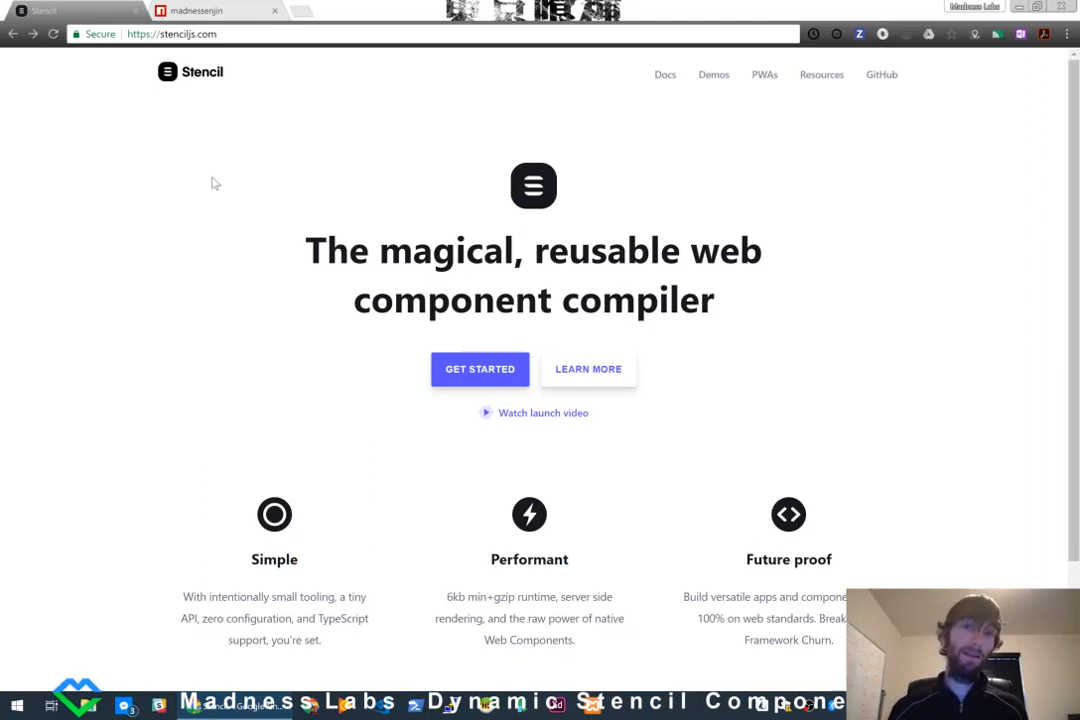 Stencil
madnessenjin
Madness Labs
Secure
https://stenciljs.com
Stencil
Docs
Demos
PWAs
Resources
GitHub
The magical, reusable web
component compiler
GET STARTED
LEARN MORE
Watch launch video
Simple
Performant
Future proof
With intentionally small tooling, a tiny
API, zero configuration, and TypeScript
support, you're set.
6kb min+gzip runtime, server side
rendering, and the raw power of native
Web Components.
Build versatile apps and compone
100% on web standards. Break
Framework Churn.
Madness Labs Dynamic Stencil Compone